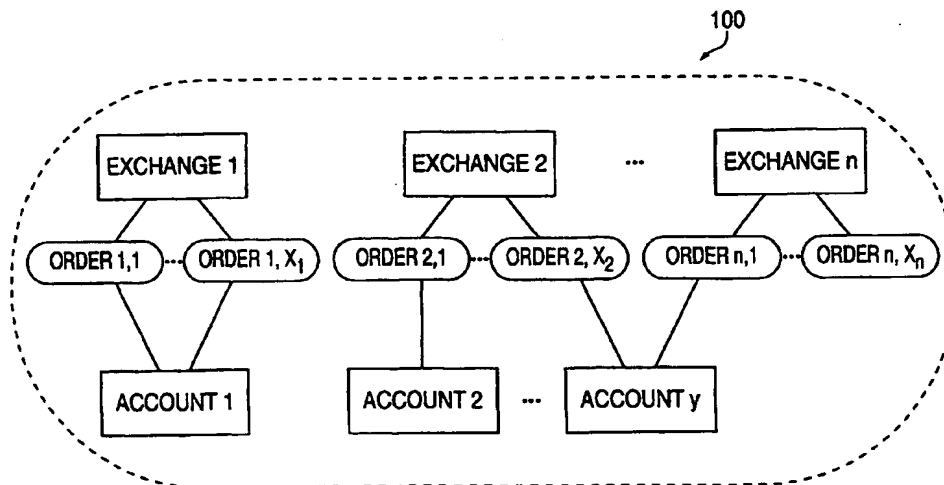 100
EXCHANGE 1
EXCHANGE 2
...
EXCHANGE n
ORDER 1,1
...
ORDER 1, X₁
ORDER 2,1
...
ORDER 2, X₂
ORDER n,1
...
ORDER n, Xₙ
ACCOUNT 1
ACCOUNT 2
...
ACCOUNT y